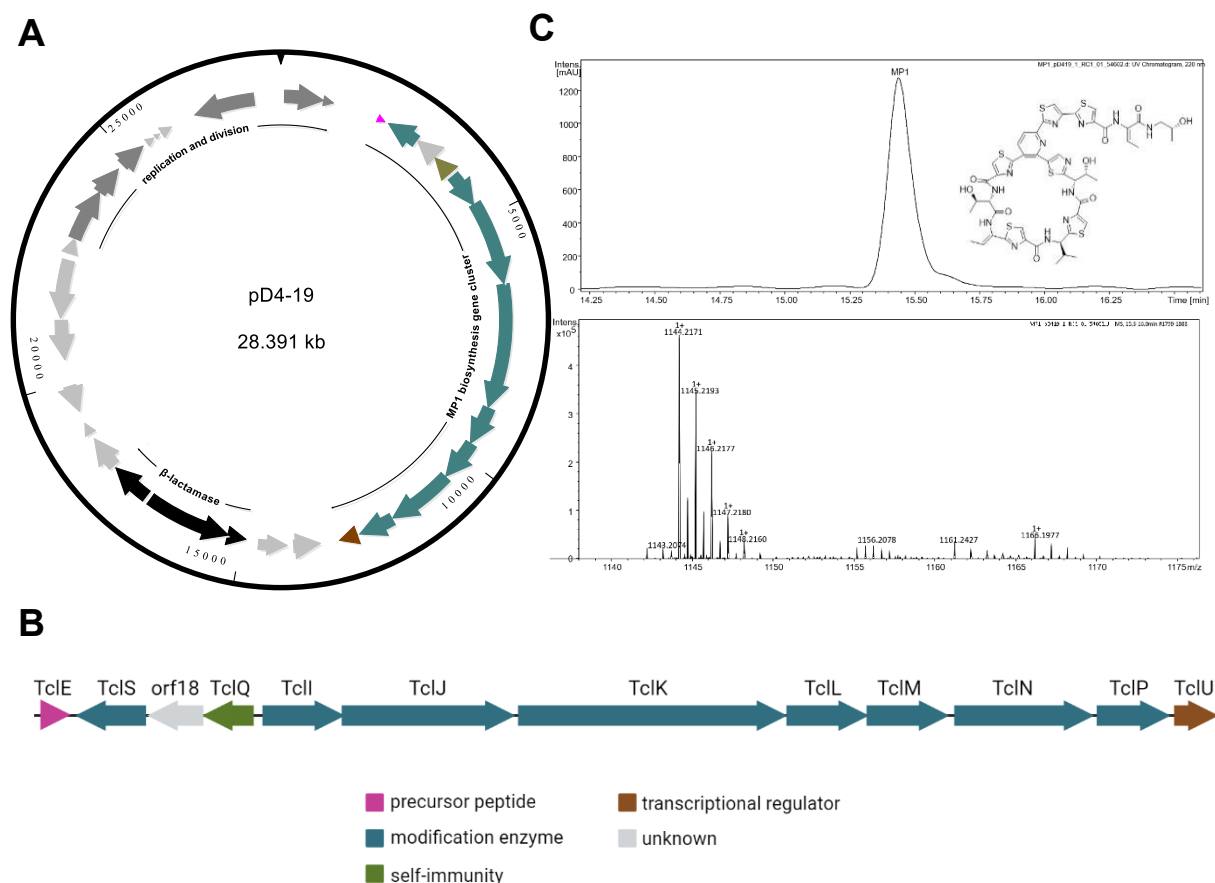 A
25000
replication and division
5000
MP1 biosynthesis gene cluster
pD4-19
28.391 kb
20000
10000
β-lactamase
15000
C
Intens.
[mAU]
MP1
1200
1000
800
600
400
200
0
14.25 14.50 14.75 15.00 15.25 15.50 15.75 16.00 16.25 Time [min]
Intens.
x10⁵
4
3
2
1
0
1+
1144.2171
1+
1145.2193
1+
1146.2177
1+
1147.2180
1+
1148.2160
1143.2074
1156.2078
1161.2427
1+
1140 1145 1150 1155 1160 1165 1170 1175 m/z
B
TclE TclS orf18 TclQ TclI TclJ TclK TclL TclM TclN TclP TclU
precursor peptide
transcriptional regulator
modification enzyme
unknown
self-immunity